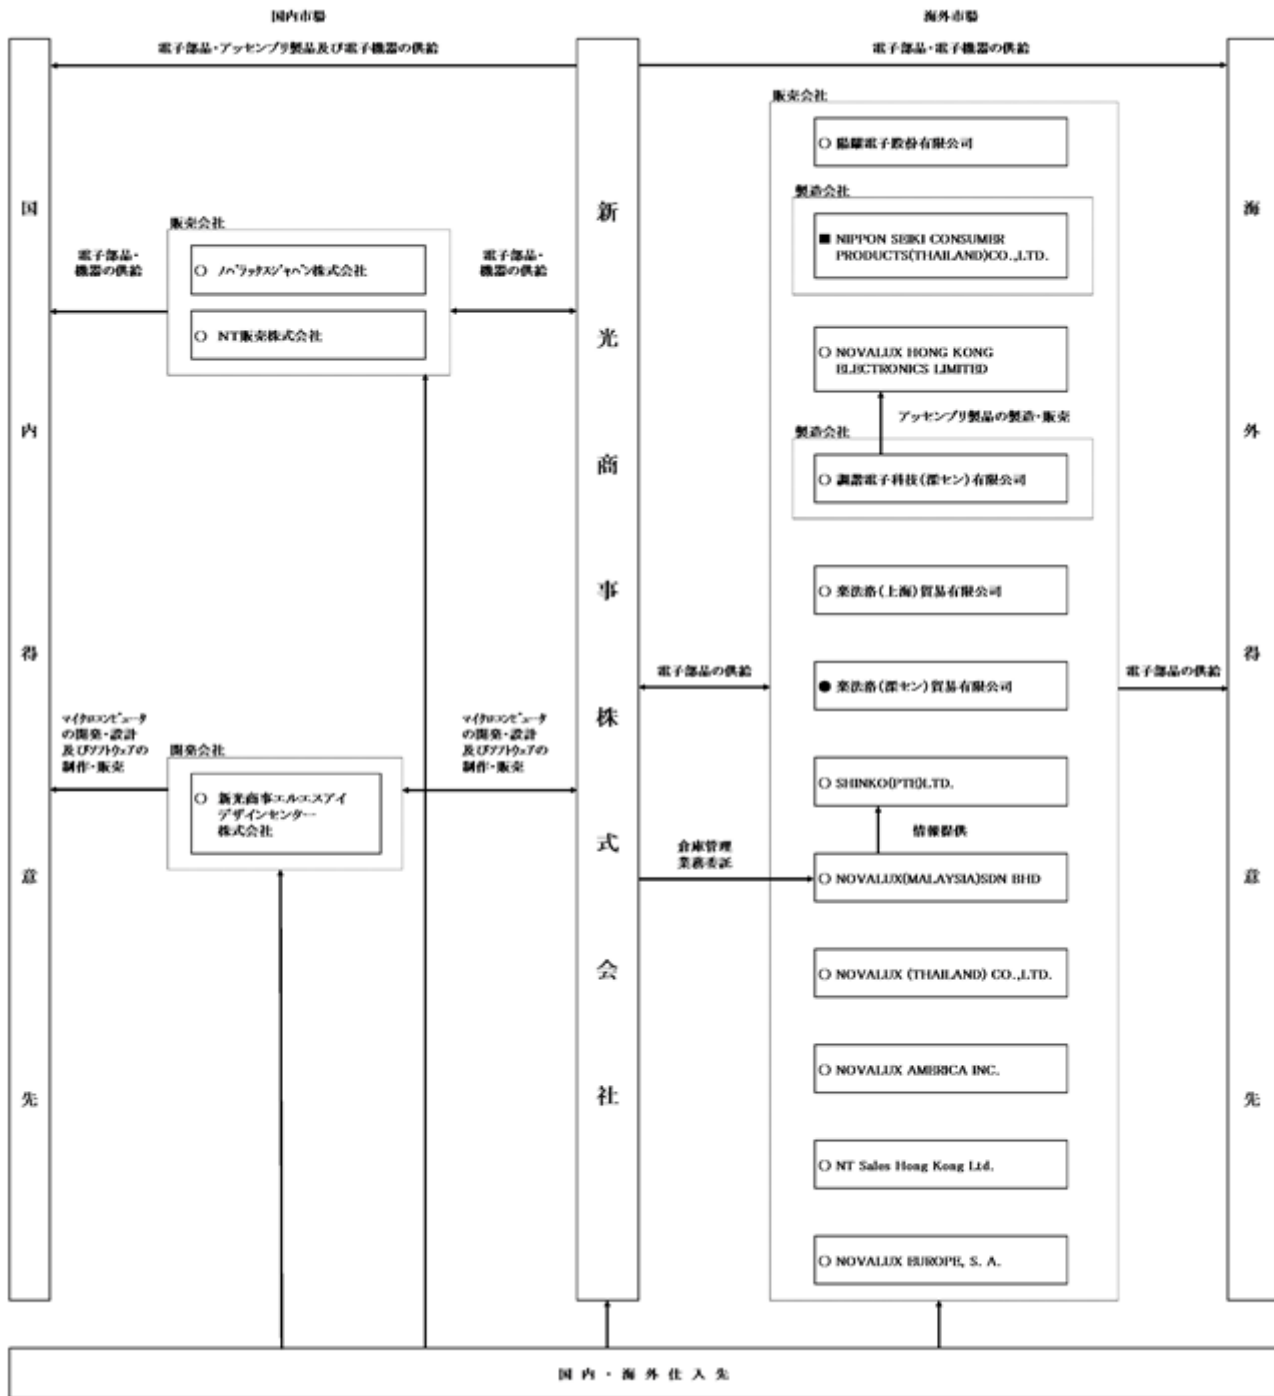 国内市場
海外市場
電子部品・アッセンブリ製品及び電子機器の供給
電子部品・電子機器の供給
国内得意先
新光商事株式会社
海外得意先
販売会社
電子部品・
機器の供給
○ ノバラックスジャパン株式会社
○ NT販売株式会社
電子部品・
機器の供給
マイクロコンピュータ
の開発・設計
及びソフトウェアの
制作・販売
開発会社
○ 新光商事エルエスアイ
デザインセンター
株式会社
マイクロコンピュータ
の開発・設計
及びソフトウェアの
制作・販売
販売会社
○ 陽耀電子股份有限公司
製造会社
■ NIPPON SEIKI CONSUMER
PRODUCTS(THAILAND)CO.,LTD.
○ NOVALUX HONG KONG
ELECTRONICS LIMITED
アッセンブリ製品の製造・販売
製造会社
○ 電子科技(深セン)有限公司
○ 楽法洛(上海)貿易有限公司
電子部品の供給
● 楽法洛(深セン)貿易有限公司
電子部品の供給
○ SHINKO(PTE)LTD.
情報提供
倉庫管理
業務委託
○ NOVALUX(MALAYSIA)SDN BHD
○ NOVALUX (THAILAND) CO.,LTD.
○ NOVALUX AMERICA INC.
○ NT Sales Hong Kong Ltd.
○ NOVALUX EUROPE, S. A.
国内・海外仕入先